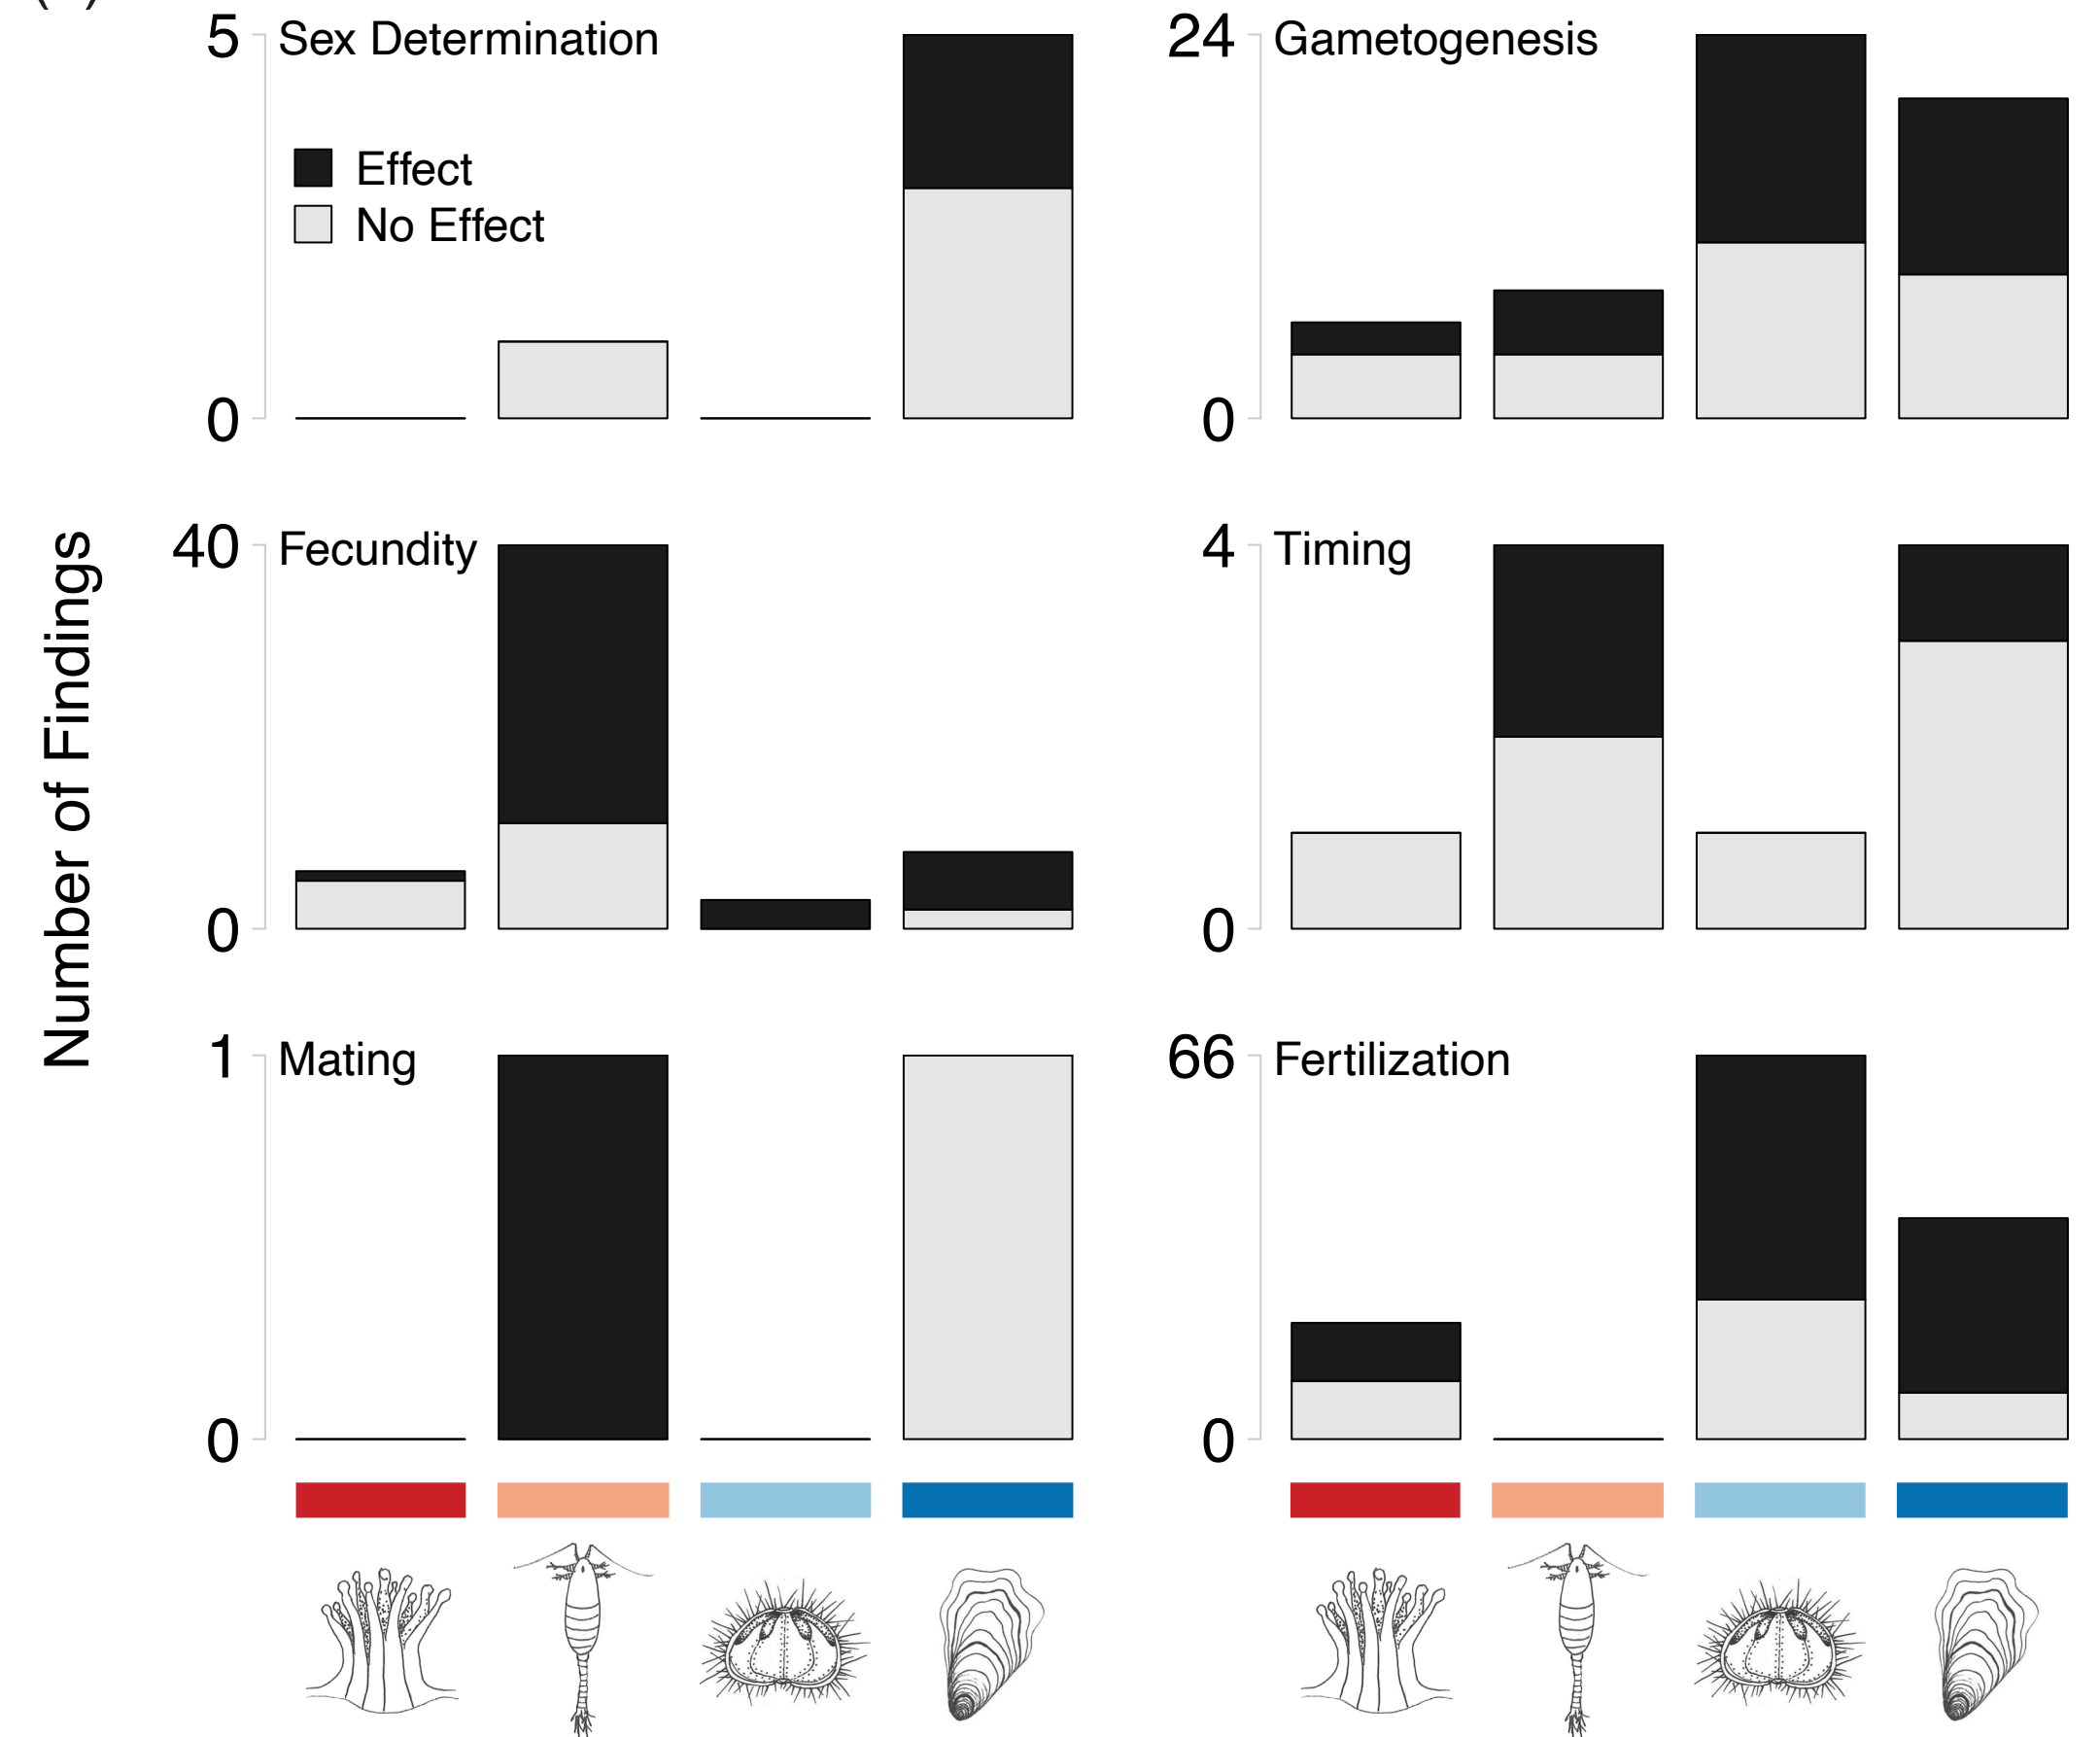 5 Sex Determination
Effect
No Effect
0
24 Gametogenesis
0
Number of Findings
40 Fecundity
0
4 Timing
0
1 Mating
0
66 Fertilization
0